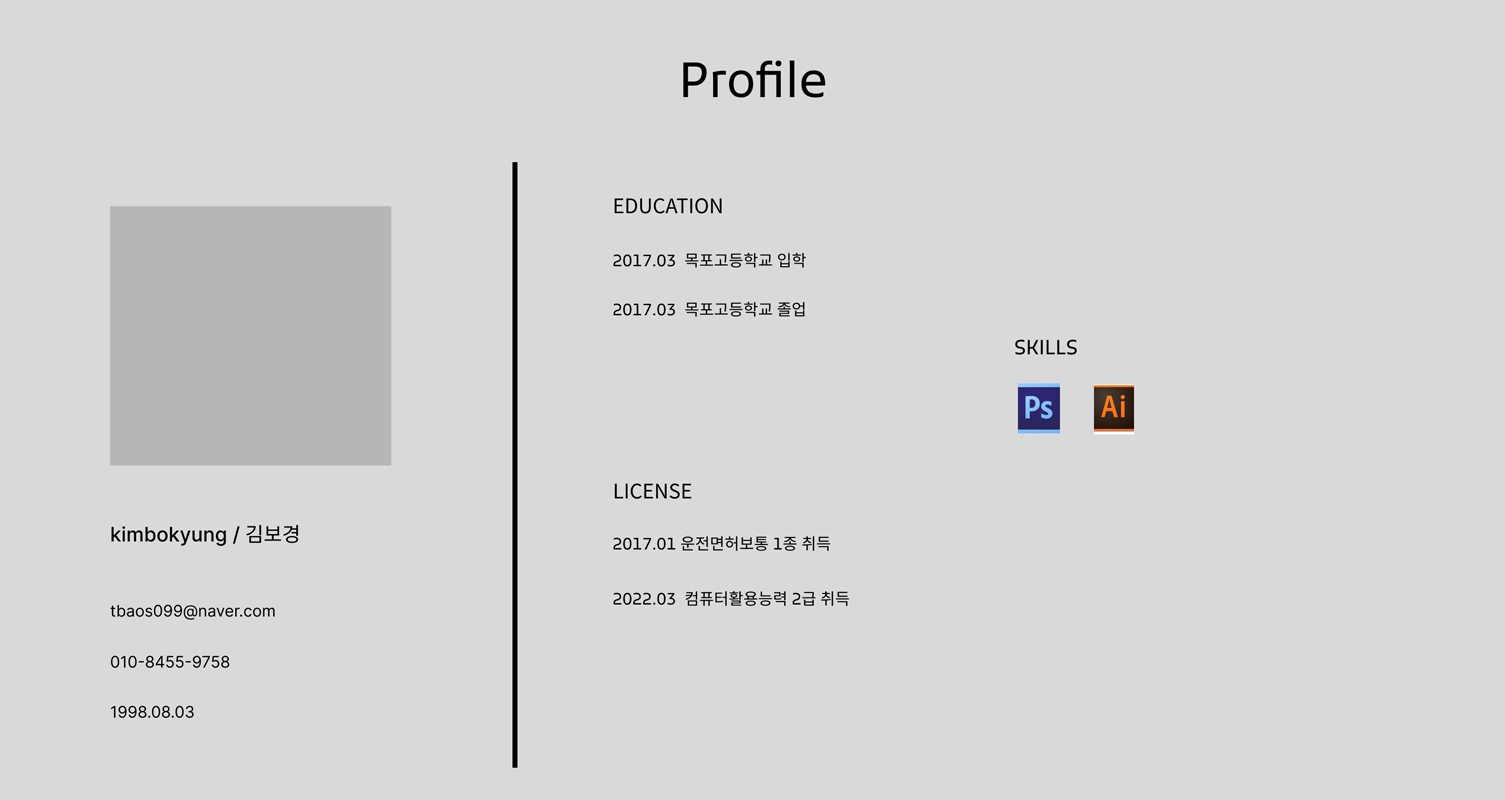 Profile
kimbokyung / 김보경
tbaos099@naver.com
010-8455-9758
1998.08.03
EDUCATION
2017.03 목포고등학교 입학
2017.03 목포고등학교 졸업
SKILLS
Ps Ai
LICENSE
2017.01 운전면허보통 1종 취득
2022.03 컴퓨터활용능력 2급 취득